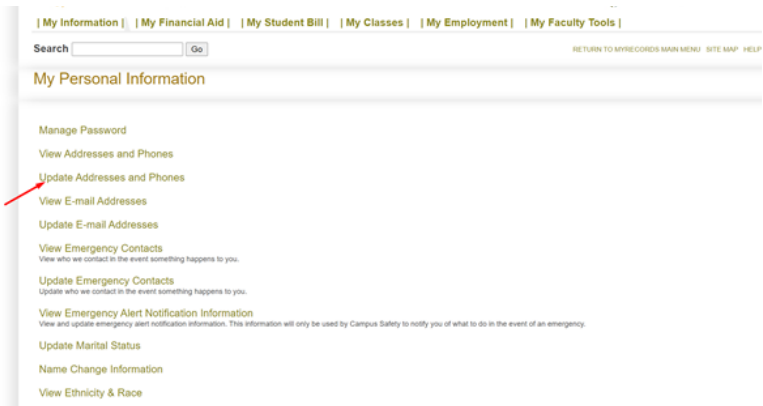 | My Information | | My Financial Aid | | My Student Bill | | My Classes | | My Employment | | My Faculty Tools |
Search Go RETURN TO MYRECORDS MAIN MENU SITE MAP HELP
My Personal Information
Manage Password
View Addresses and Phones
Update Addresses and Phones
View E-mail Addresses
Update E-mail Addresses
View Emergency Contacts
View who we contact in the event something happens to you.
Update Emergency Contacts
Update who we contact in the event something happens to you.
View Emergency Alert Notification Information
View and update emergency alert notification information. This information will only be used by Campus Safety to notify you of what to do in the event of an emergency.
Update Marital Status
Name Change Information
View Ethnicity & Race